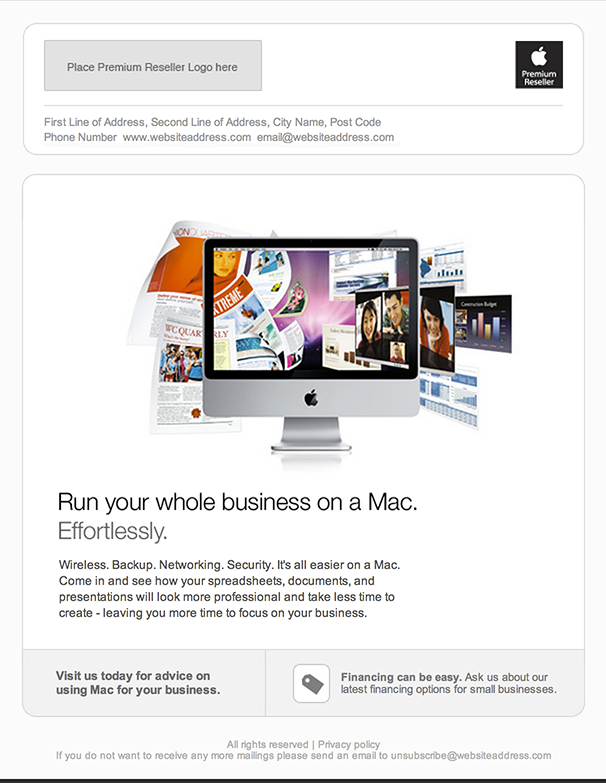 Place Premium Reseller Logo here
Premium
Reseller
First Line of Address, Second Line of Address, City Name, Post Code
Phone Number www.websiteaddress.com email@websiteaddress.com
EXTREME
WC QUARTERLY
Construction Budget
Run your whole business on a Mac.
Effortlessly.
Wireless. Backup. Networking. Security. It's all easier on a Mac.
Come in and see how your spreadsheets, documents, and
presentations will look more professional and take less time to
create - leaving you more time to focus on your business.
Visit us today for advice on
using Mac for your business.
Financing can be easy. Ask us about our
latest financing options for small businesses.
All rights reserved | Privacy policy
If you do not want to receive any more mailings please send an email to unsubscribe@websiteaddress.com